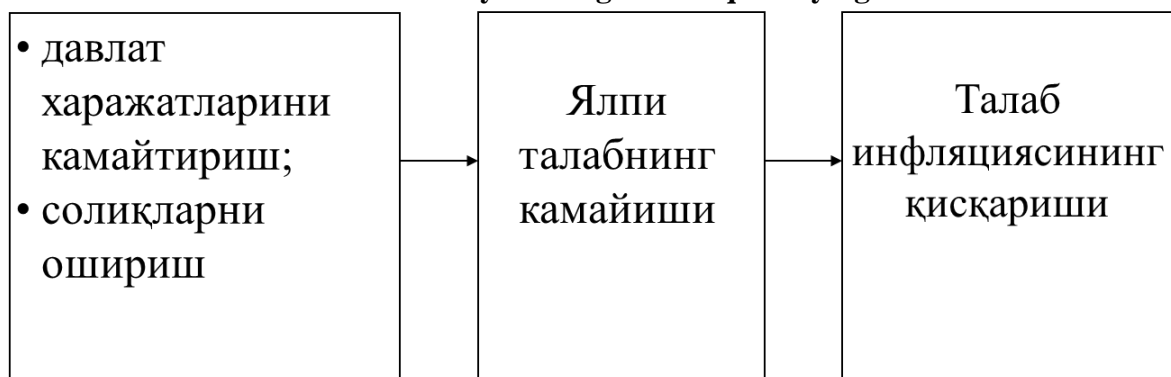 • давлат
харажатларини
камайтириш;
• солиқларни
ошириш
Ялпи
талабнинг
камайиши
Талаб
инфляциясининг
қисқариши